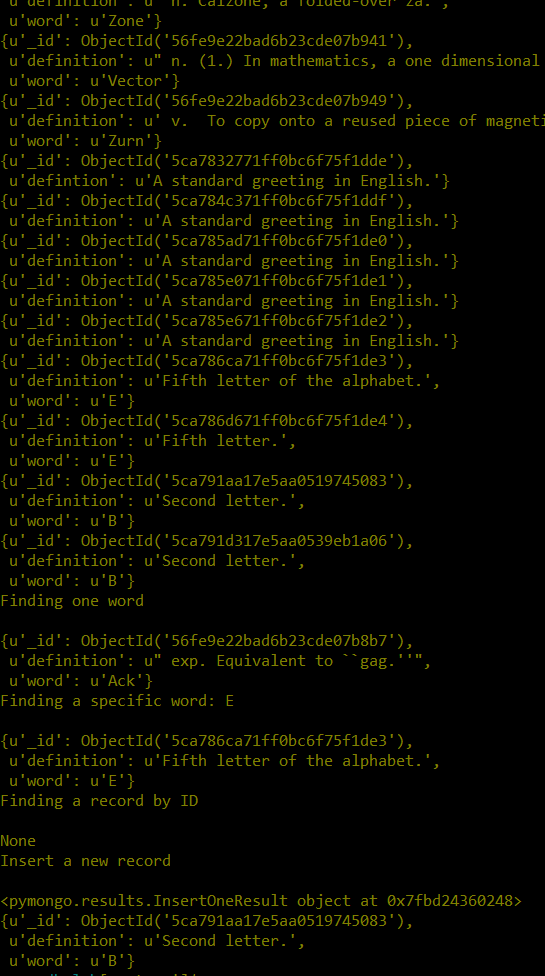 u'definition': u" n. Calzone, a folded-over za.",
u'word': u'Zone'}
{u'_id': ObjectId('56fe9e22bad6b23cde07b941'),
u'definition': u" n. (1.) In mathematics, a one dimensional
u'word': u'Vector'}
{u'_id': ObjectId('56fe9e22bad6b23cde07b949'),
u'definition': u' v.  To copy onto a reused piece of magneti
u'word': u'Zurn'}
{u'_id': ObjectId('5ca7832771ff0bc6f75f1dde'),
u'defintion': u'A standard greeting in English.'}
{u'_id': ObjectId('5ca784c371ff0bc6f75f1ddf'),
u'definition': u'A standard greeting in English.'}
{u'_id': ObjectId('5ca785ad71ff0bc6f75f1de0'),
u'definition': u'A standard greeting in English.'}
{u'_id': ObjectId('5ca785e071ff0bc6f75f1de1'),
u'definition': u'A standard greeting in English.'}
{u'_id': ObjectId('5ca785e671ff0bc6f75f1de2'),
u'definition': u'A standard greeting in English.'}
{u'_id': ObjectId('5ca786ca71ff0bc6f75f1de3'),
u'definition': u'Fifth letter of the alphabet.',
u'word': u'E'}
{u'_id': ObjectId('5ca786d671ff0bc6f75f1de4'),
u'definition': u'Fifth letter.',
u'word': u'E'}
{u'_id': ObjectId('5ca791aa17e5aa0519745083'),
u'definition': u'Second letter.',
u'word': u'B'}
{u'_id': ObjectId('5ca791d317e5aa0539eb1a06'),
u'definition': u'Second letter.',
u'word': u'B'}
Finding one word
{u'_id': ObjectId('56fe9e22bad6b23cde07b8b7'),
u'definition': u" exp. Equivalent to ``gag.''",
u'word': u'Ack'}
Finding a specific word: E
{u'_id': ObjectId('5ca786ca71ff0bc6f75f1de3'),
u'definition': u'Fifth letter of the alphabet.',
u'word': u'E'}
Finding a record by ID
None
Insert a new record
<pymongo.results.InsertOneResult object at 0x7fbd24360248>
{u'_id': ObjectId('5ca791aa17e5aa0519745083'),
u'definition': u'Second letter.',
u'word': u'B'}